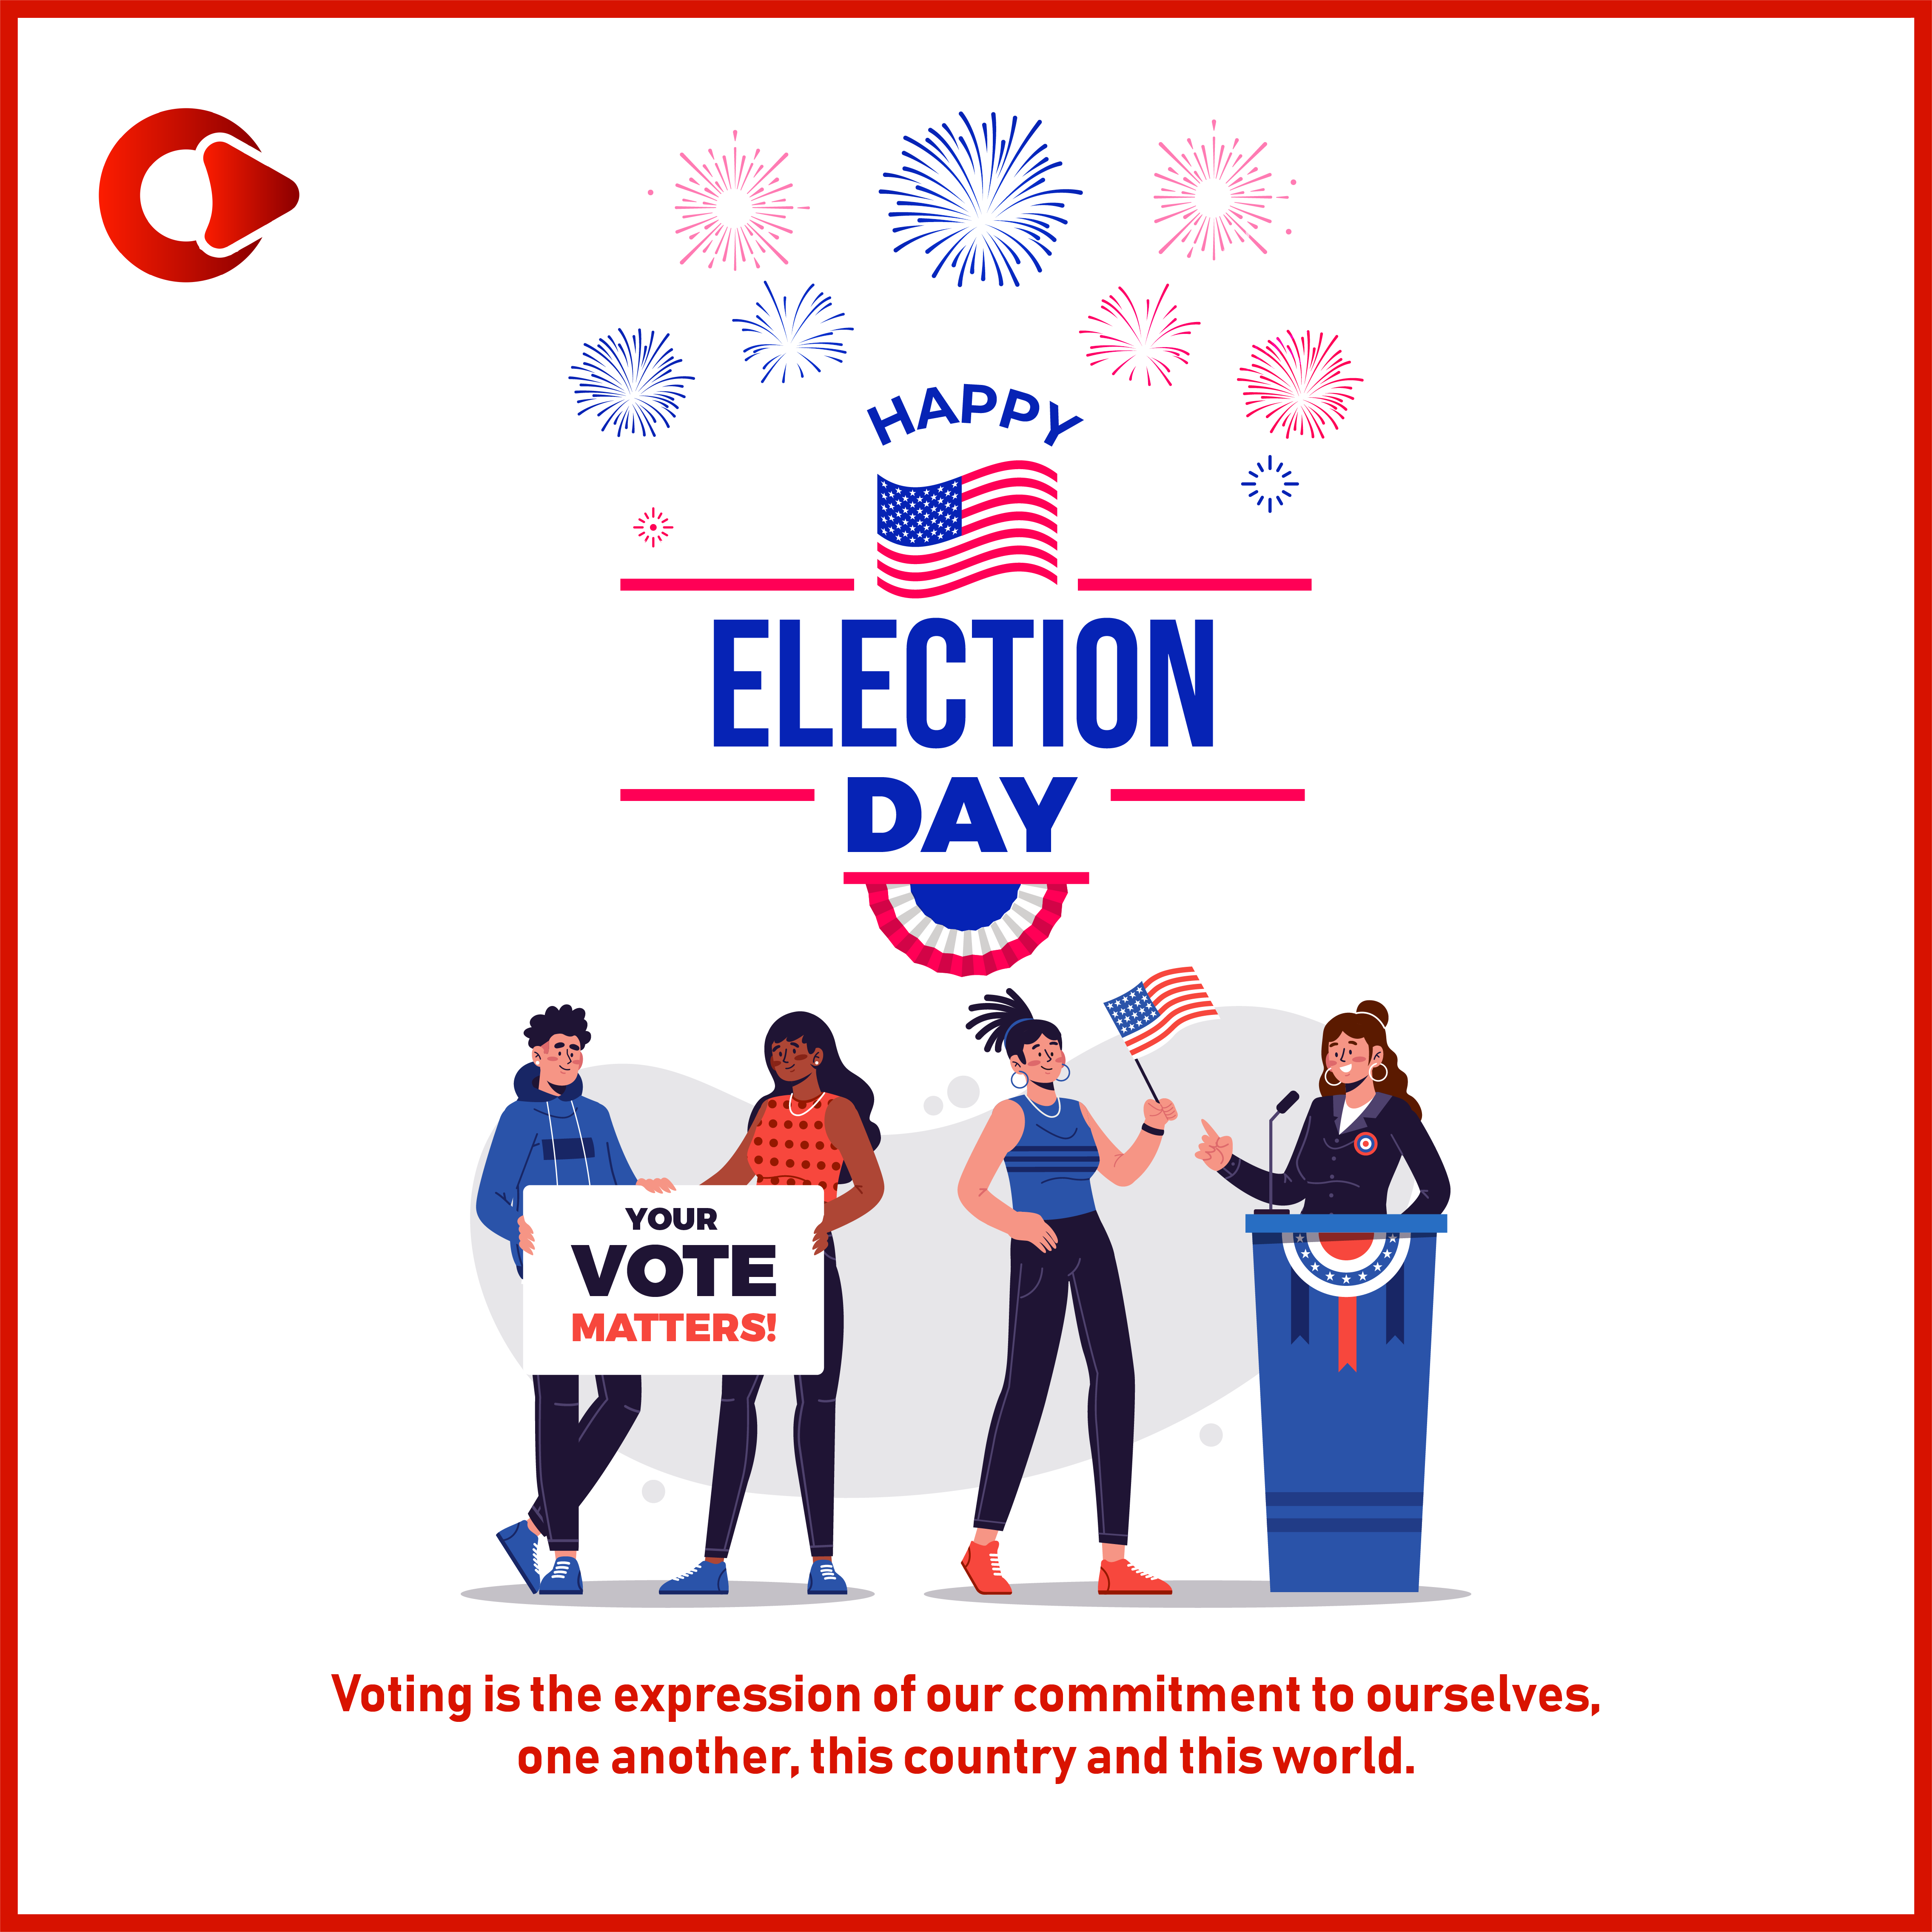 HAPPY
ELECTION
DAY
YOUR
VOTE
MATTERS!
Voting is the expression of our commitment to ourselves,
one another, this country and this world.